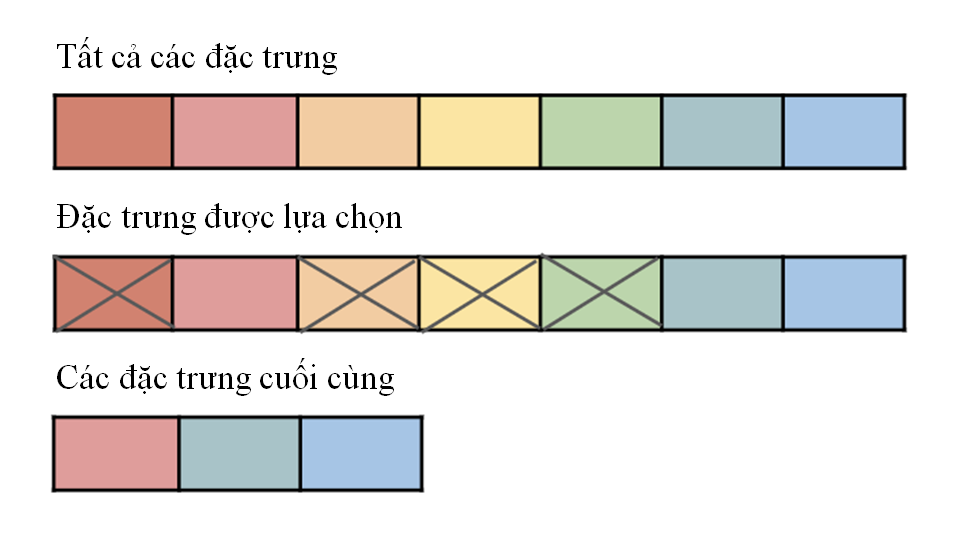 Tất cả các đặc trưng
Đặc trưng được lựa chọn
Các đặc trưng cuối cùng